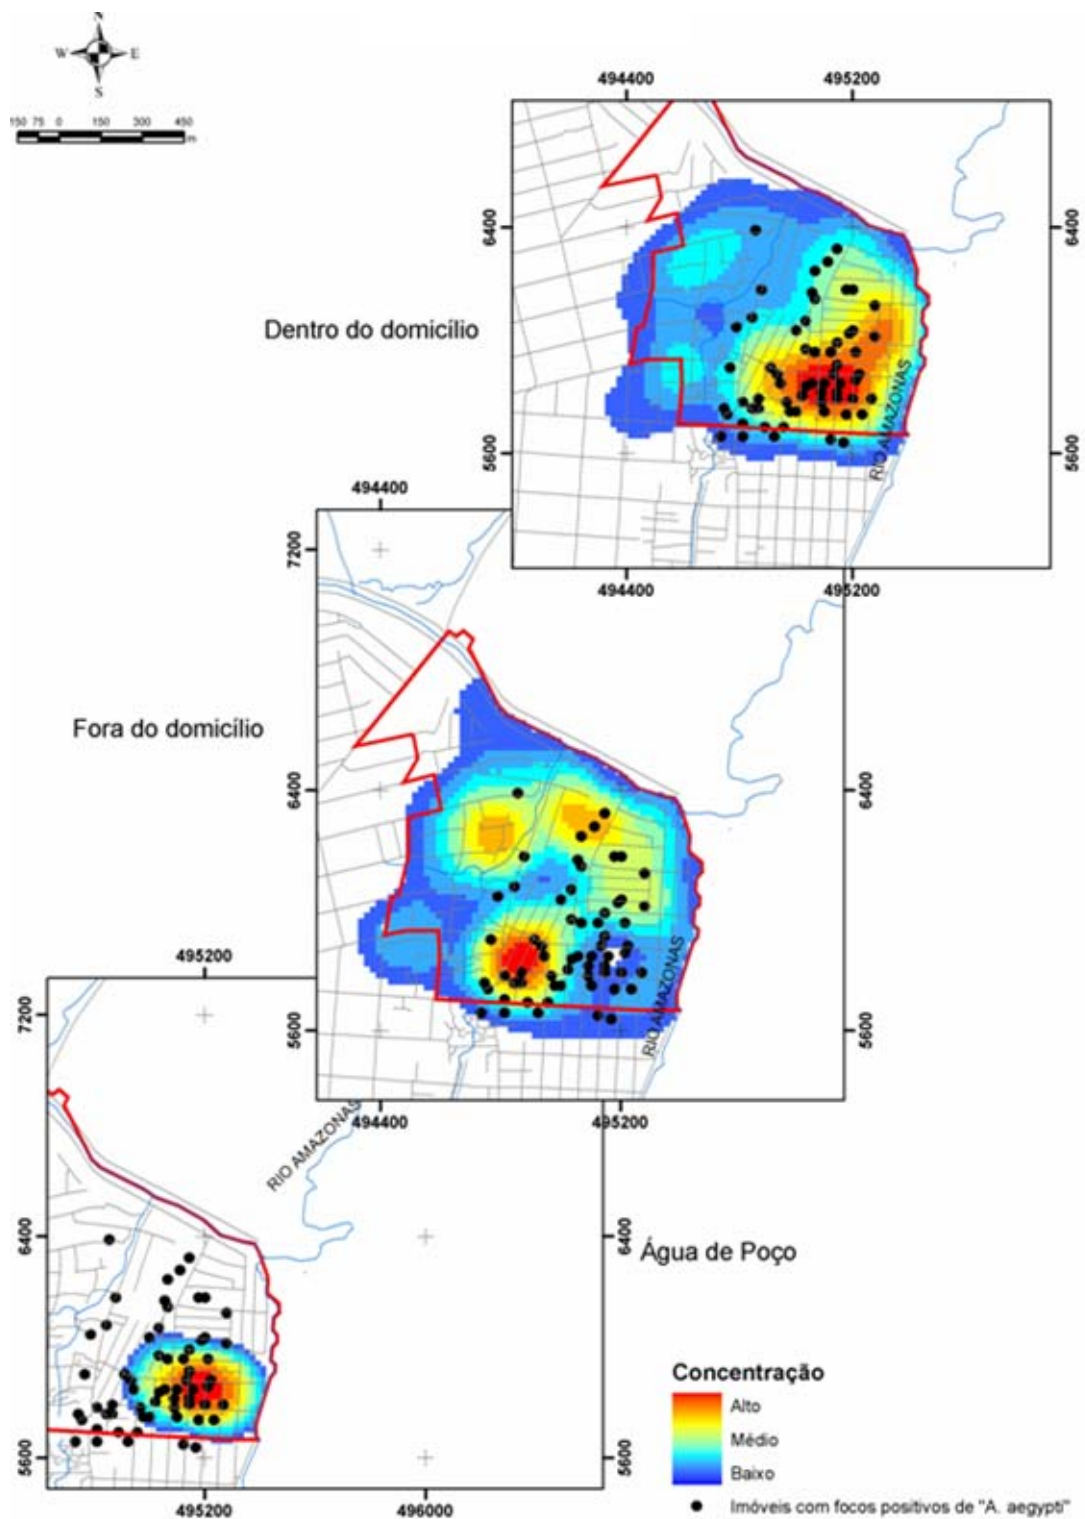 N
W E
S
150 75 0 150 300 450
m
494400 495200
6400 6400
Dentro do domicílio
RIO AMAZONAS
5600 5600
494400
7200
494400 495200
Fora do domicílio
6400 6400
495200
RIO AMAZONAS
7200
5600 5600
494400 495200
RIO AMAZONAS
6400 6400
Água de Poço
Concentração
Alto
Médio
Baixo
5600 5600
Imóveis com focos positivos de "A. aegypti"
495200 496000